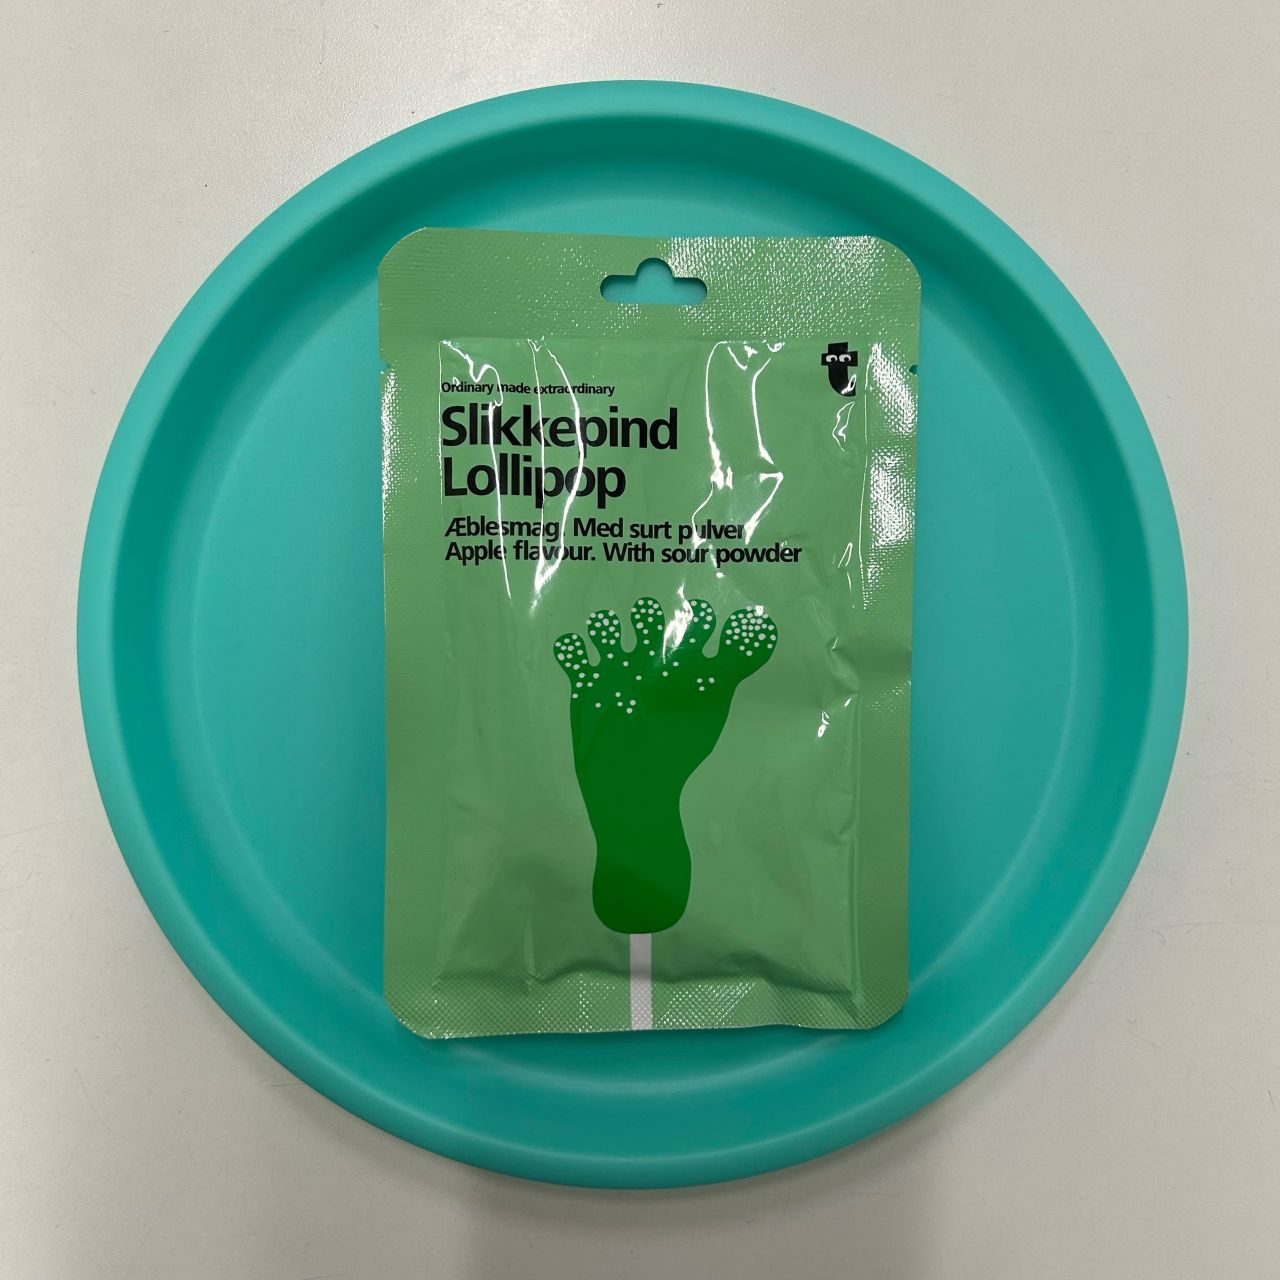 Ordinary made extraordinary
Slikkepind
Lollipop
Æblesmag. Med surt pulver
Apple flavour. With sour powder